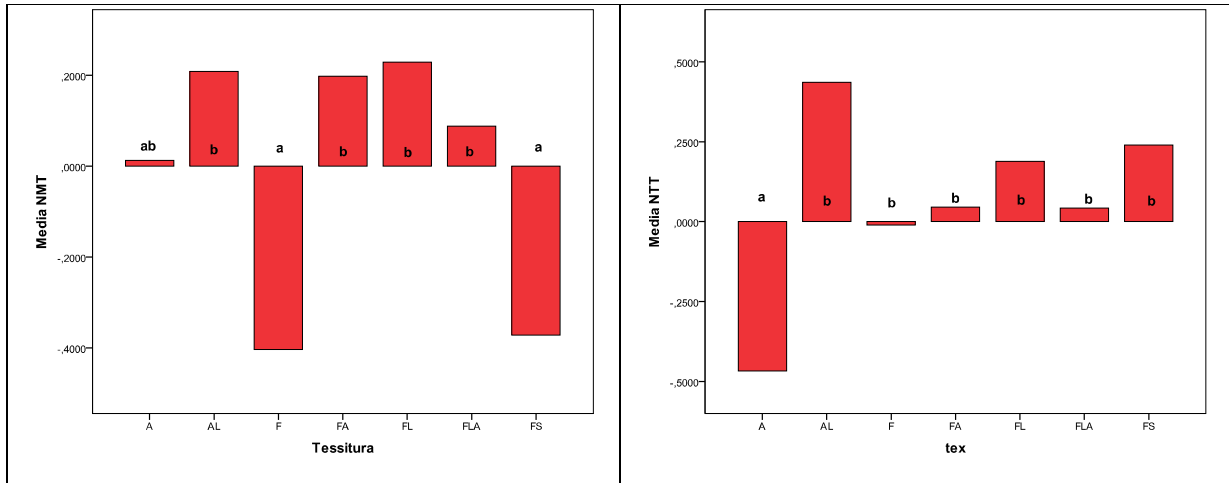 Media NMT
,2000
,0000
-,2000
-,4000
ab
b
a
b
b
b
a
A AL F FA FL FLA FS
Tessitura
Media NTT
,5000
,2500
,0000
-,2500
-,5000
a
b
b
b
b
b
b
A AL F FA FL FLA FS
tex